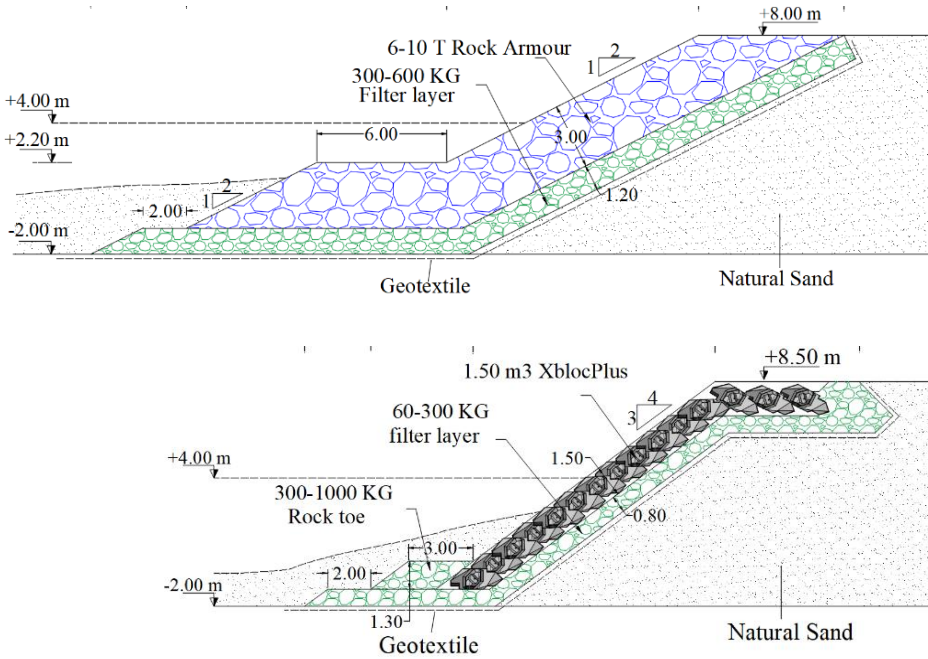 +8.00 m
2
1
6-10 T Rock Armour
300-600 KG
Filter layer
+4.00 m
+2.20 m
6.00
3.00
1.20
2
1
2.00
-2.00 m
Geotextile
Natural Sand
+8.50 m
1.50 m3 XblocPlus
4
3
60-300 KG
filter layer
+4.00 m
1.50
300-1000 KG
Rock toe
0.80
3.00
2.00
-2.00 m
1.30
Geotextile
Natural Sand